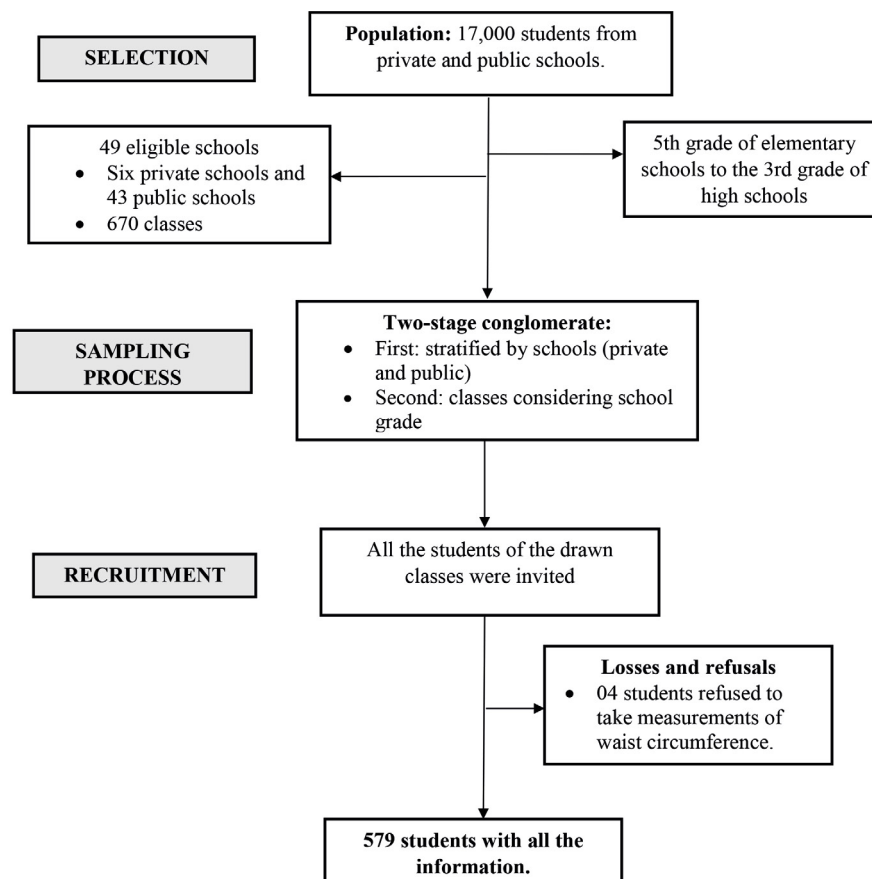 Population: 17,000 students from
private and public schools.
SELECTION
49 eligible schools
• Six private schools and
43 public schools
• 670 classes
5th grade of elementary
schools to the 3rd grade of
high schools
Two-stage conglomerate:
• First: stratified by schools (private
and public)
• Second: classes considering school
grade
SAMPLING
PROCESS
All the students of the drawn
classes were invited
RECRUITMENT
Losses and refusals
• 04 students refused to
take measurements of
waist circumference.
579 students with all the
information.